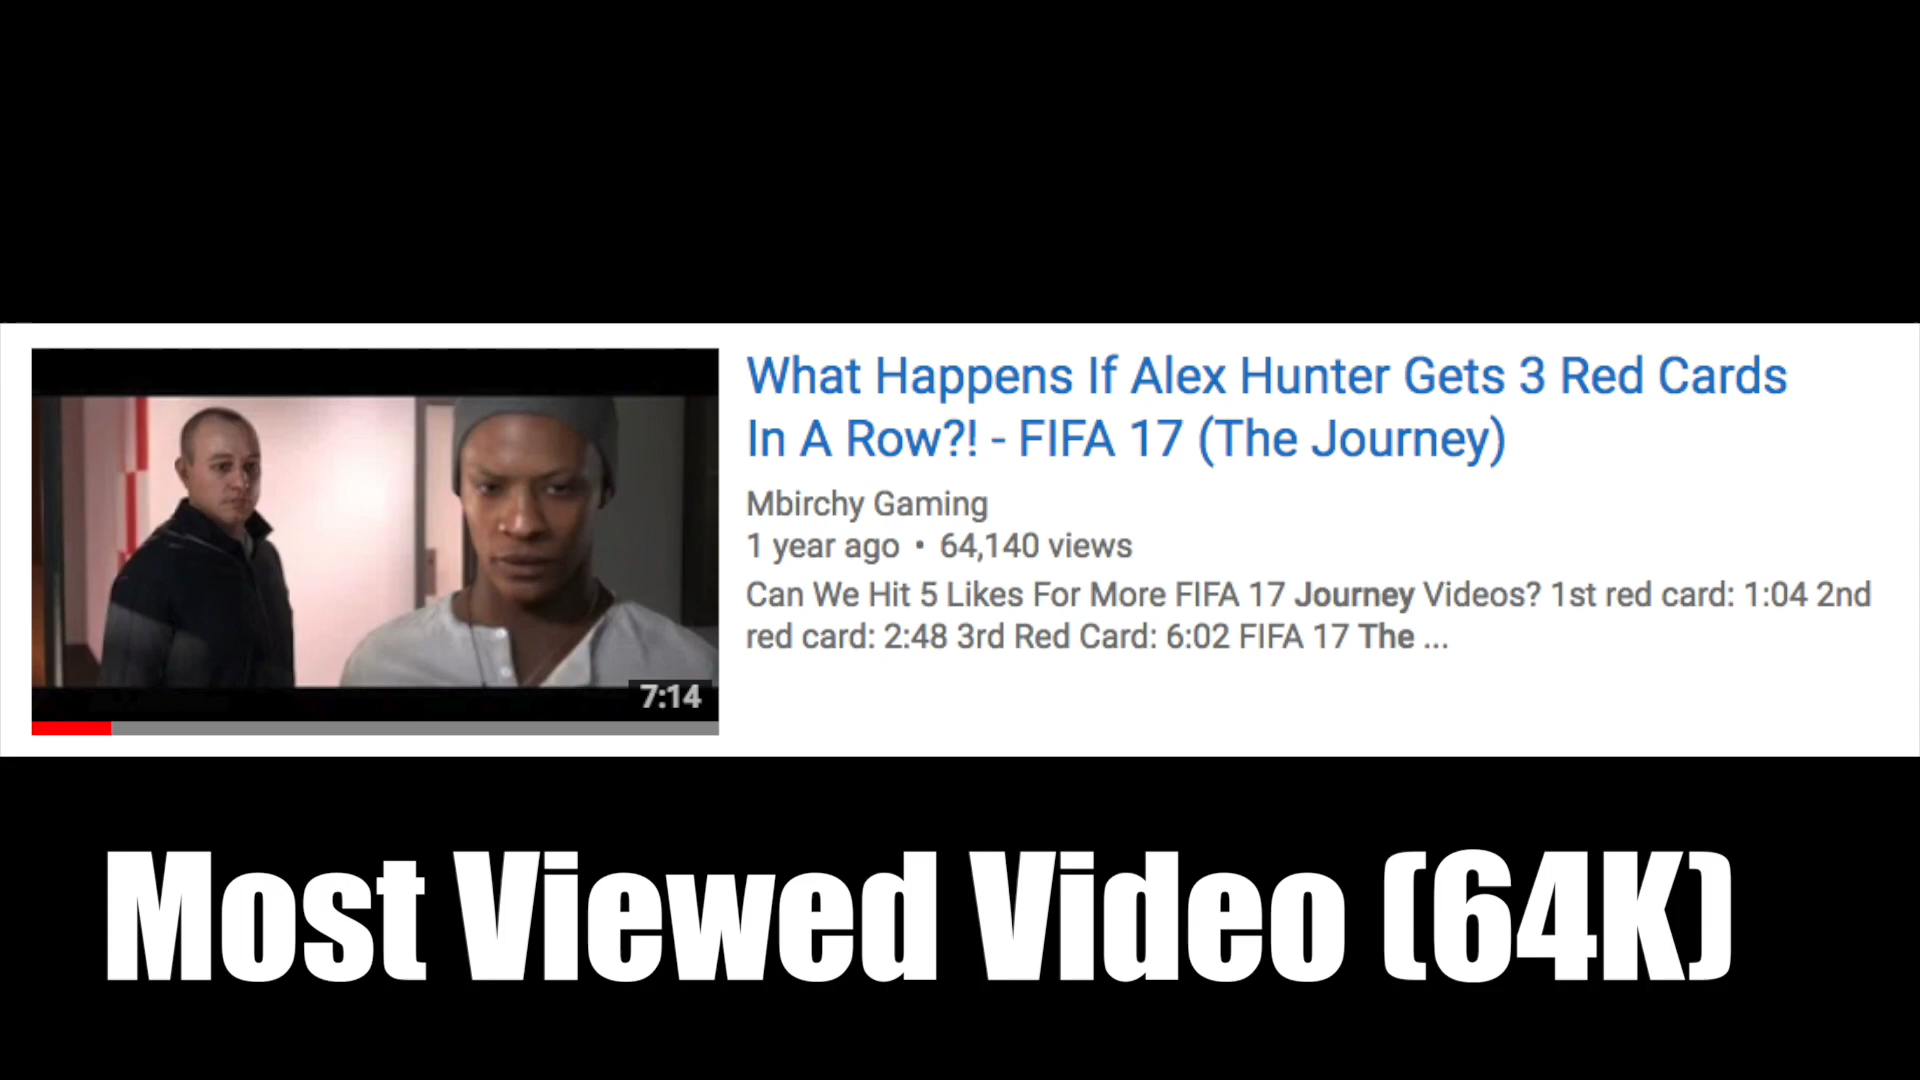 What Happens If Alex Hunter Gets 3 Red Cards
In A Row?! - FIFA 17 (The Journey)
Mbirchy Gaming
1 year ago • 64,140 views
Can We Hit 5 Likes For More FIFA 17 Journey Videos? 1st red card: 1:04 2nd
red card: 2:48 3rd Red Card: 6:02 FIFA 17 The ...
7:14
Most Viewed Video (64K)